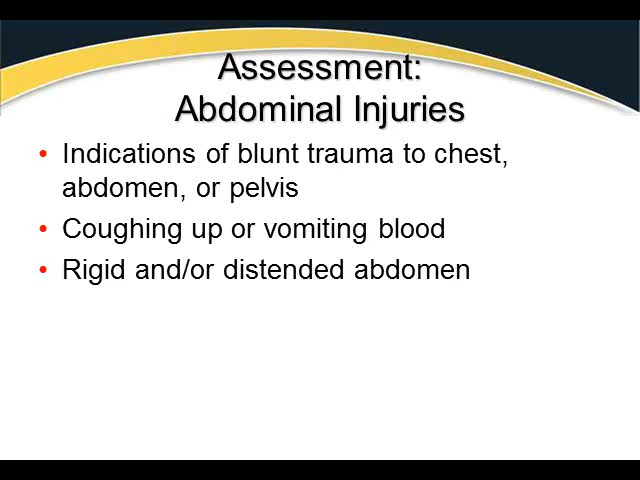 Assessment:
Abdominal Injuries
• Indications of blunt trauma to chest,
abdomen, or pelvis
• Coughing up or vomiting blood
• Rigid and/or distended abdomen